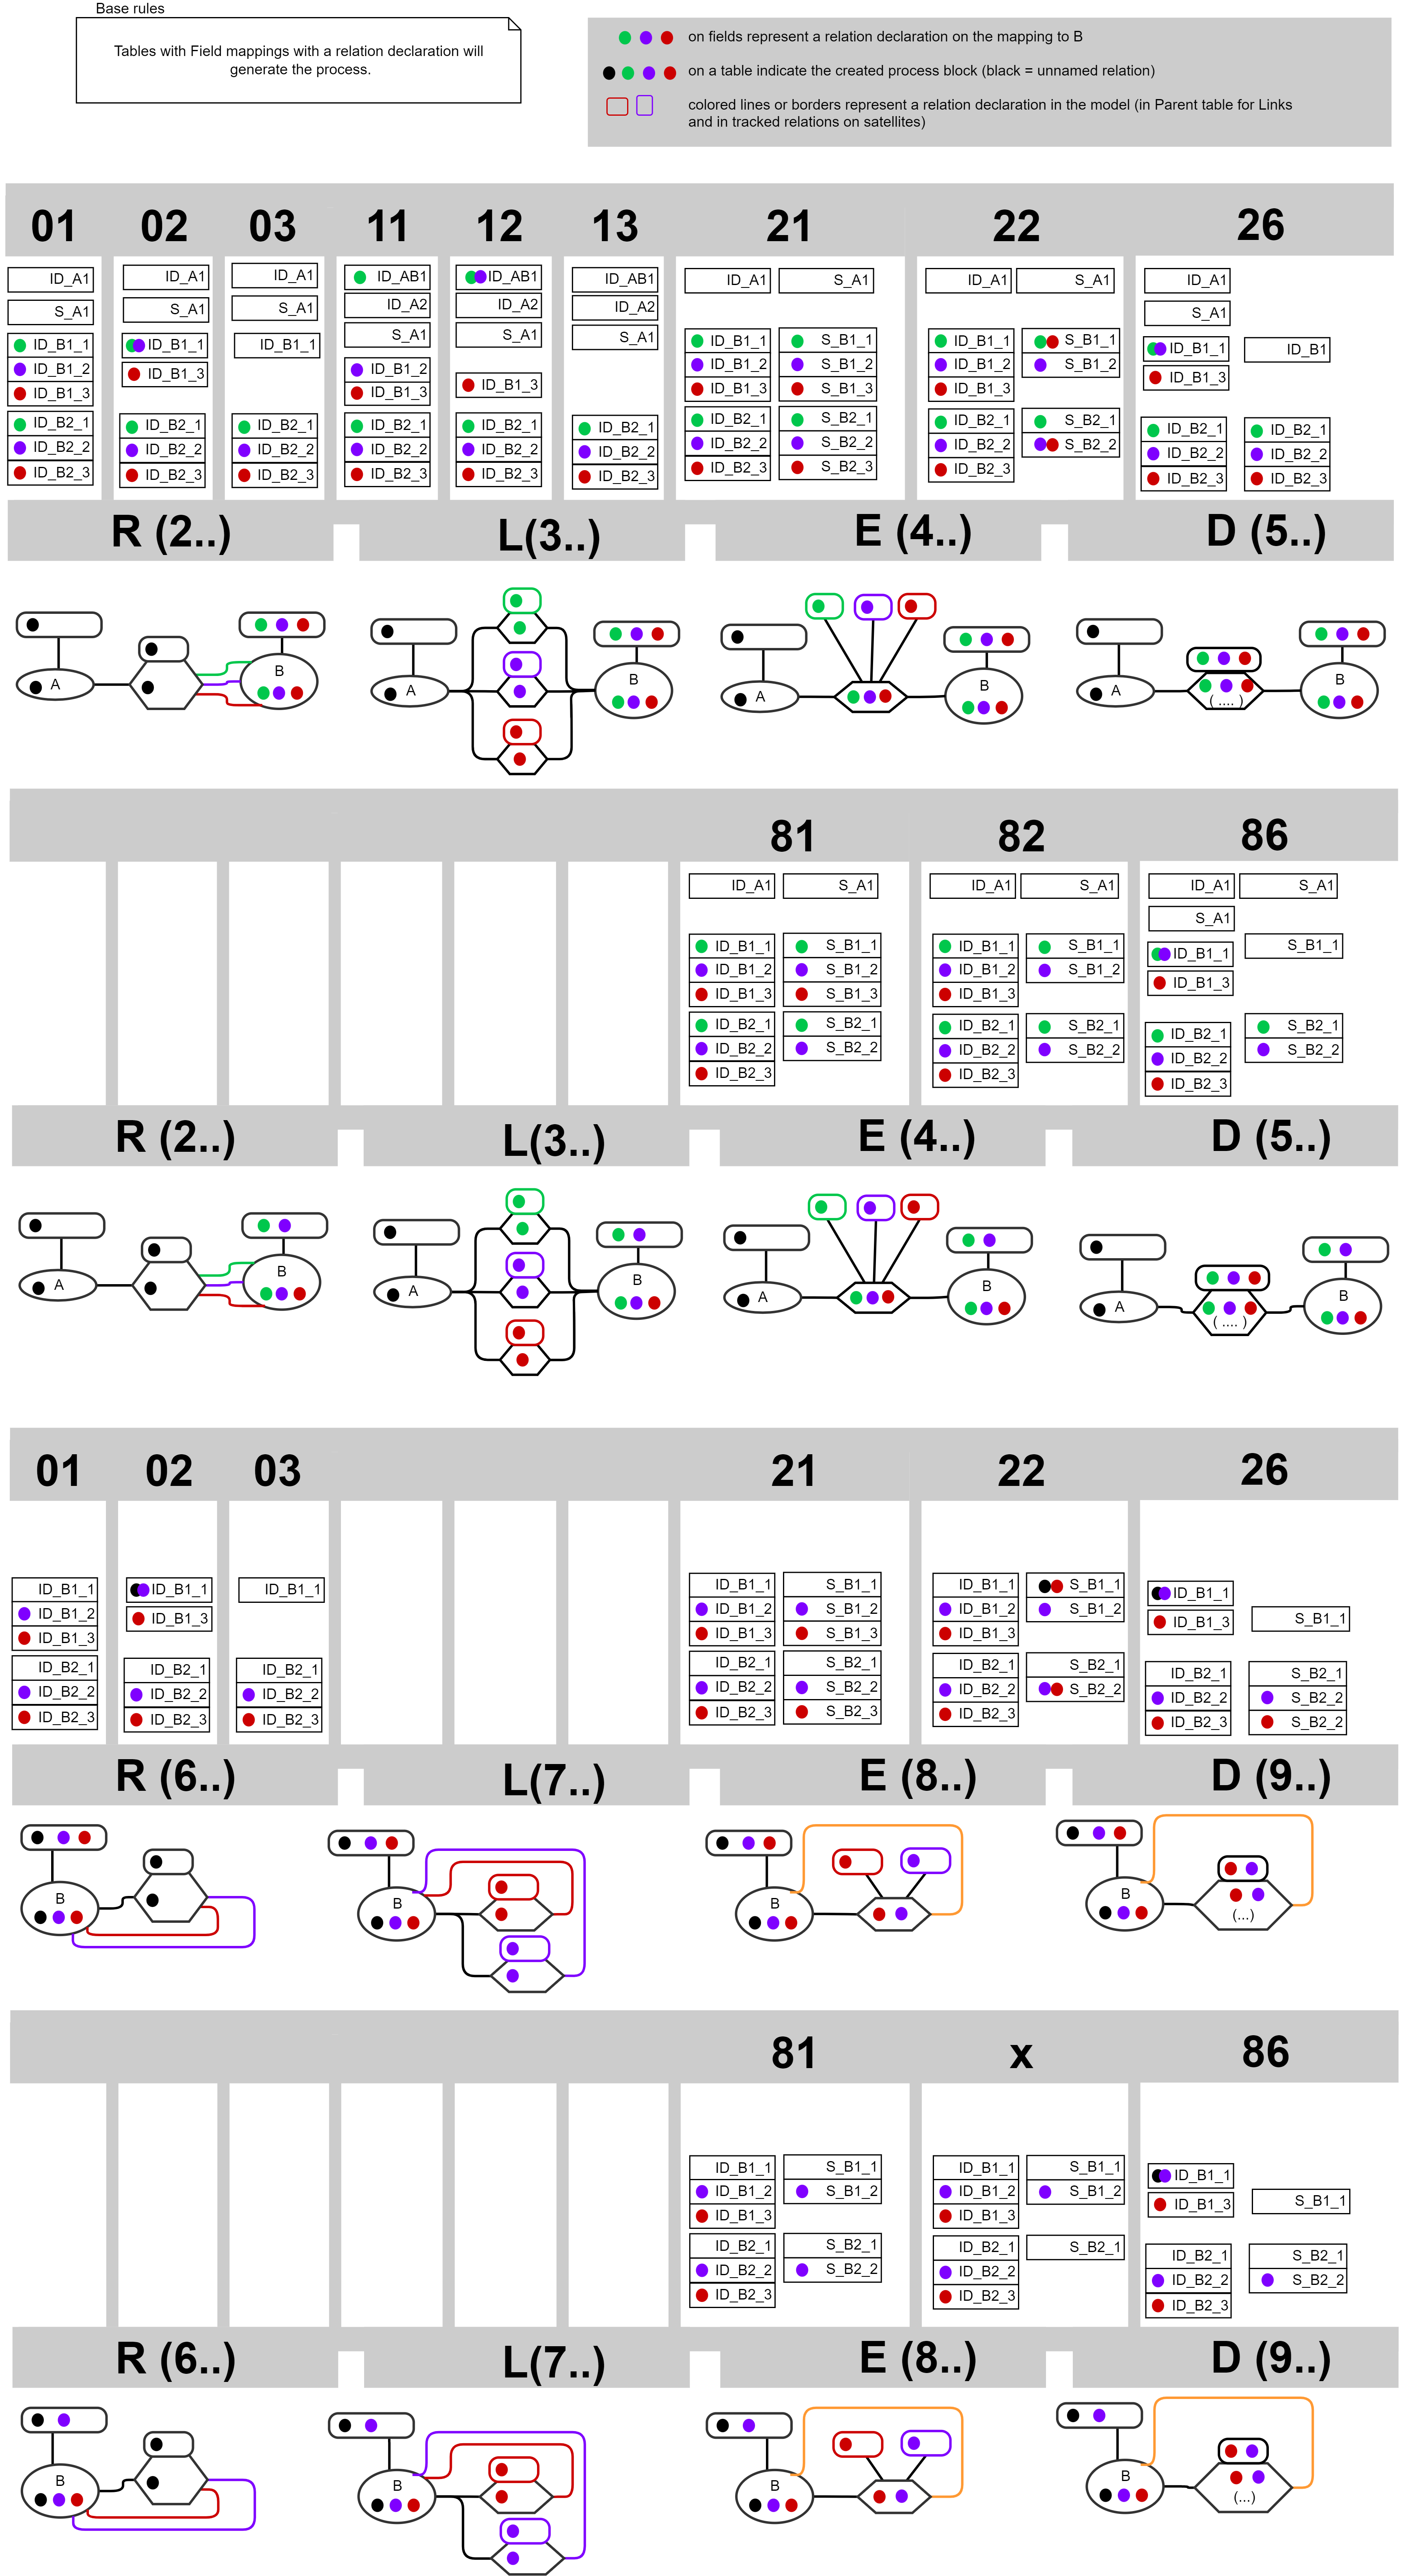 Base rules
Tables with Field mappings with a relation declaration will
generate the process.
on fields represent a relation declaration on the mapping to B
on a table indicate the created process block (black = unnamed relation)
colored lines or borders represent a relation declaration in the model (in Parent table for Links
and in tracked relations on satellites)
01 02 03 11 12 13 21 22 26
ID_A1 ID_A1 ID_A1 ID_AB1 ID_AB1 ID_AB1 ID_A1 S_A1 ID_A1 S_A1 ID_A1
S_A1 S_A1 S_A1 ID_A2 ID_A2 ID_A2 S_A1
S_A1 S_A1 S_A1
ID_B1_1 ID_B1_1 ID_B1_1 ID_B1_1 S_B1_1 ID_B1_1 S_B1_1 ID_B1_1 ID_B1
ID_B1_2 ID_B1_3 ID_B1_2 ID_B1_2 S_B1_2 ID_B1_2 S_B1_2 ID_B1_3
ID_B1_3 ID_B1_3 ID_B1_3 ID_B1_3 S_B1_3 ID_B1_3
ID_B2_1 ID_B2_1 ID_B2_1 ID_B2_1 ID_B2_1 ID_B2_1 ID_B2_1 S_B2_1 ID_B2_1 S_B2_1 ID_B2_1 ID_B2_1
ID_B2_2 ID_B2_2 ID_B2_2 ID_B2_2 ID_B2_2 ID_B2_2 ID_B2_2 S_B2_2 ID_B2_2 S_B2_2 ID_B2_2 ID_B2_2
ID_B2_3 ID_B2_3 ID_B2_3 ID_B2_3 ID_B2_3 ID_B2_3 ID_B2_3 S_B2_3 ID_B2_3 ID_B2_3 ID_B2_3
R (2..) L(3..) E (4..) D (5..)
A B A B A B A B
( .... )
81 82 86
ID_A1 S_A1 ID_A1 S_A1 ID_A1 S_A1
S_A1
ID_B1_1 S_B1_1 ID_B1_1 S_B1_1 ID_B1_1 S_B1_1
ID_B1_2 S_B1_2 ID_B1_2 S_B1_2 ID_B1_3
ID_B1_3 S_B1_3 ID_B1_3
ID_B2_1 S_B2_1 ID_B2_1 S_B2_1 ID_B2_1 S_B2_1
ID_B2_2 S_B2_2 ID_B2_2 S_B2_2 ID_B2_2 S_B2_2
ID_B2_3 ID_B2_3 ID_B2_3
R (2..) L(3..) E (4..) D (5..)
A B A B A B A B
( .... )
01 02 03 21 22 26
ID_B1_1 ID_B1_1 ID_B1_1 ID_B1_1 S_B1_1 ID_B1_1 S_B1_1 ID_B1_1 S_B1_1
ID_B1_2 ID_B1_3 ID_B1_2 S_B1_2 ID_B1_2 S_B1_2 ID_B1_3
ID_B1_3 ID_B1_3 S_B1_3 ID_B1_3
ID_B2_1 ID_B2_1 ID_B2_1 ID_B2_1 S_B2_1 ID_B2_1 S_B2_1 ID_B2_1 S_B2_1
ID_B2_2 ID_B2_2 ID_B2_2 ID_B2_2 S_B2_2 ID_B2_2 S_B2_2 ID_B2_2 S_B2_2
ID_B2_3 ID_B2_3 ID_B2_3 ID_B2_3 S_B2_3 ID_B2_3 ID_B2_3 S_B2_2
R (6..) L(7..) E (8..) D (9..)
B B B B
(...)
81 x 86
ID_B1_1 S_B1_1 ID_B1_1 S_B1_1 ID_B1_1 S_B1_1
ID_B1_2 S_B1_2 ID_B1_2 S_B1_2 ID_B1_3
ID_B1_3 ID_B1_3
ID_B2_1 S_B2_1 ID_B2_1 S_B2_1 ID_B2_1 S_B2_1
ID_B2_2 S_B2_2 ID_B2_2 ID_B2_2 S_B2_2
ID_B2_3 ID_B2_3 ID_B2_3
R (6..) L(7..) E (8..) D (9..)
B B B B
(...)